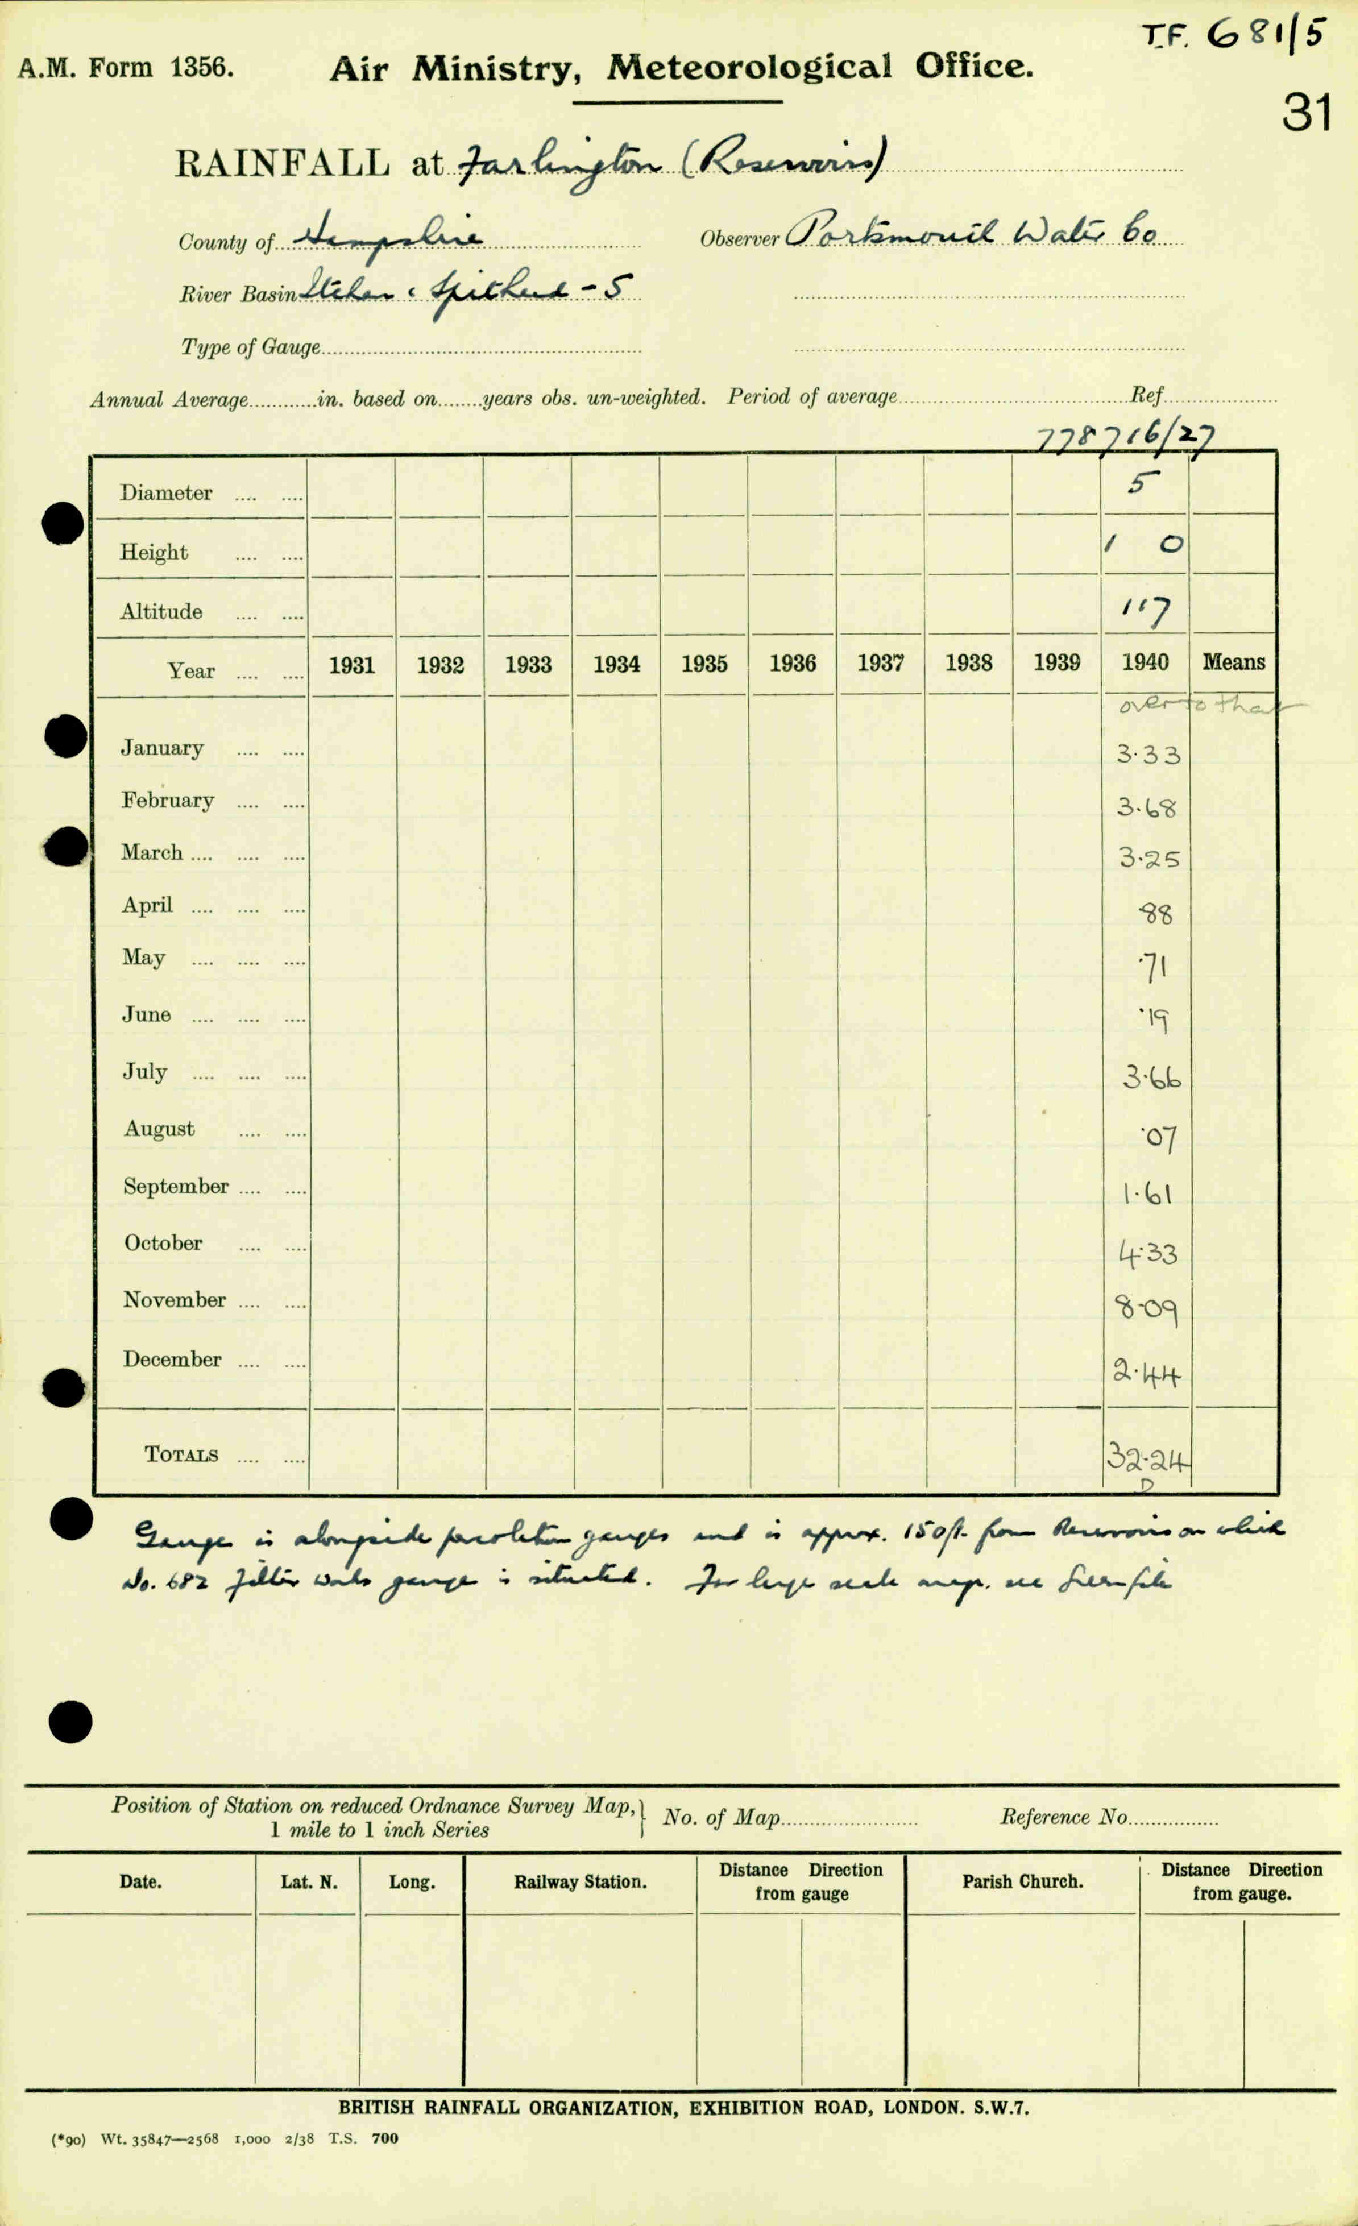 T.F. 681/5
A.M. Form 1356. Air Ministry, Meteorological Office.
31
RAINFALL at Farlington (Reservoirs)
County of Hampshire Observer Portsmouth Water Co
River Basin Itchen & Spithead - S
Type of Gauge
Annual Average in. based on years obs. un-weighted. Period of average Ref.
778716/27
Diameter 5
Height 1 0
Altitude 117
Year 1931 1932 1933 1934 1935 1936 1937 1938 1939 1940 Means
over to that
January 3·33
February 3·68
March 3·25
April ·88
May ·71
June ·19
July 3·66
August ·07
September 1·61
October 4·33
November 8·09
December 2·44
TOTALS 32·24
D
Gauge is alongside percolation gauges and is approx. 150ft. from Reservoirs on which
No. 682 Filter Works gauge is situated. For large scale map. see Green file
Position of Station on reduced Ordnance Survey Map, } No. of Map Reference No.
1 mile to 1 inch Series
Date. Lat. N. Long. Railway Station. Distance Direction from gauge Parish Church. Distance Direction from gauge.
BRITISH RAINFALL ORGANIZATION, EXHIBITION ROAD, LONDON. S.W.7.
(*90) Wt. 35847—2568 1,000 2/38 T.S. 700